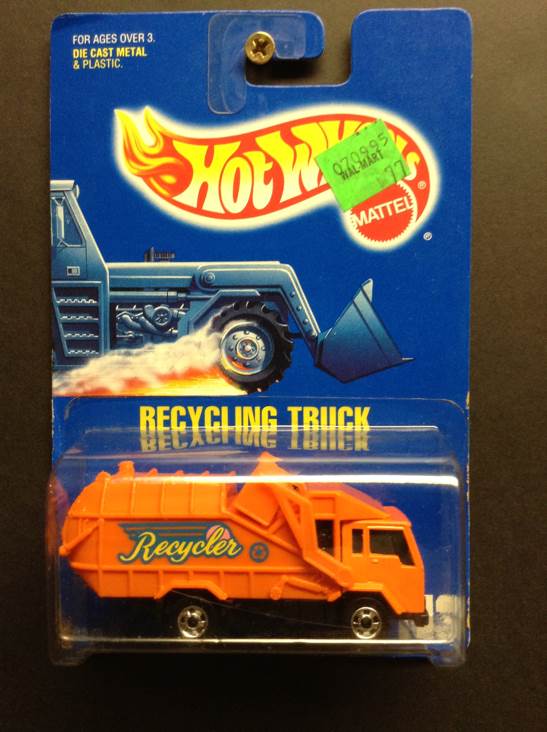 FOR AGES OVER 3.
DIE CAST METAL
& PLASTIC.
HOT WHEELS
®
070995
WAL-MART
.77
MATTEL
®
RECYCLING TRUCK
Recycler